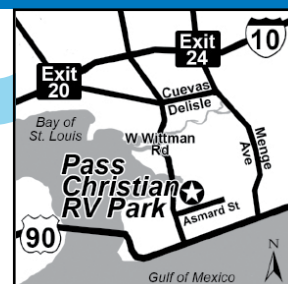 10
Exit
24
Exit
20
Cuevas
Delisle
Bay of
St. Louis
W Wittman
Rd
Menge
Ave
Pass
Christian
RV Park
Asmard St
90
N
Gulf of Mexico